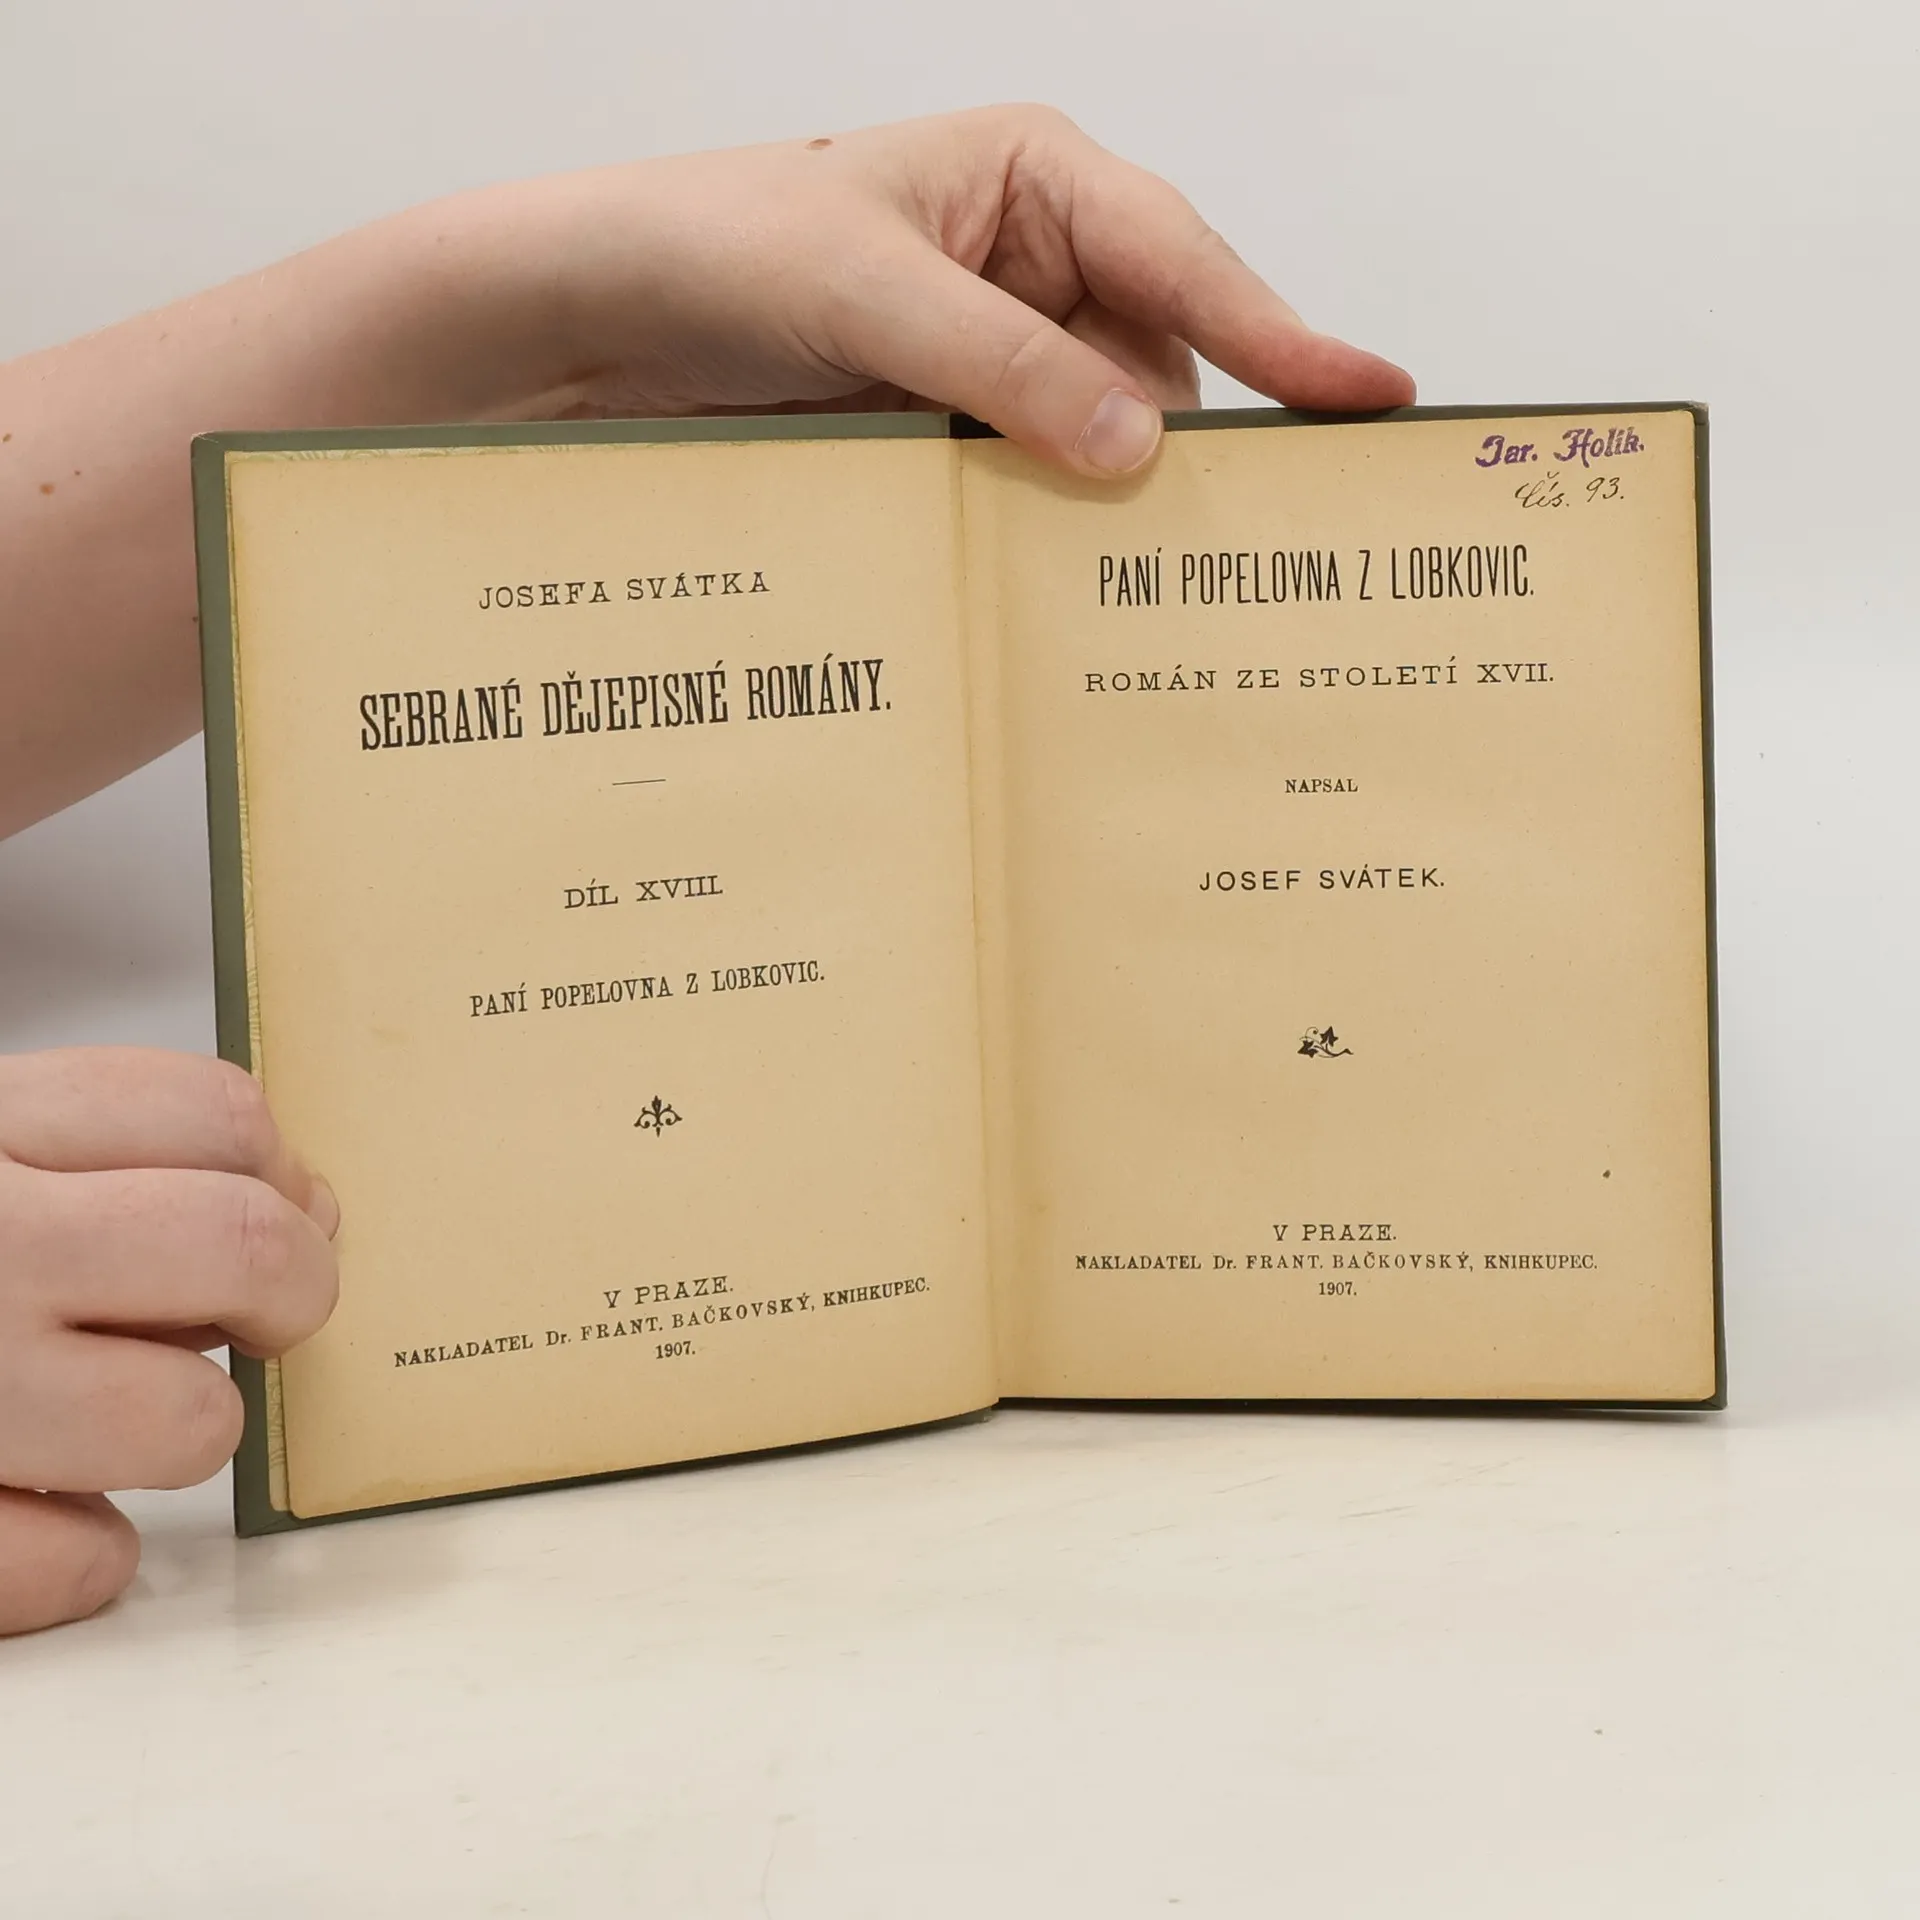 JOSEFA SVÁTKA
SEBRANÉ DĚJEPISNÉ ROMÁNY.
DÍL XVIII.
PANÍ POPELOVNA Z LOBKOVIC.
V PRAZE.
NAKLADATEL Dr. FRANT. BAČKOVSKÝ, KNIHKUPEC.
1907.
Jar. Holík.
Čís. 93.
PANÍ POPELOVNA Z LOBKOVIC.
ROMÁN ZE STOLETÍ XVII.
NAPSAL
JOSEF SVÁTEK.
V PRAZE.
NAKLADATEL Dr. FRANT. BAČKOVSKÝ, KNIHKUPEC.
1907.